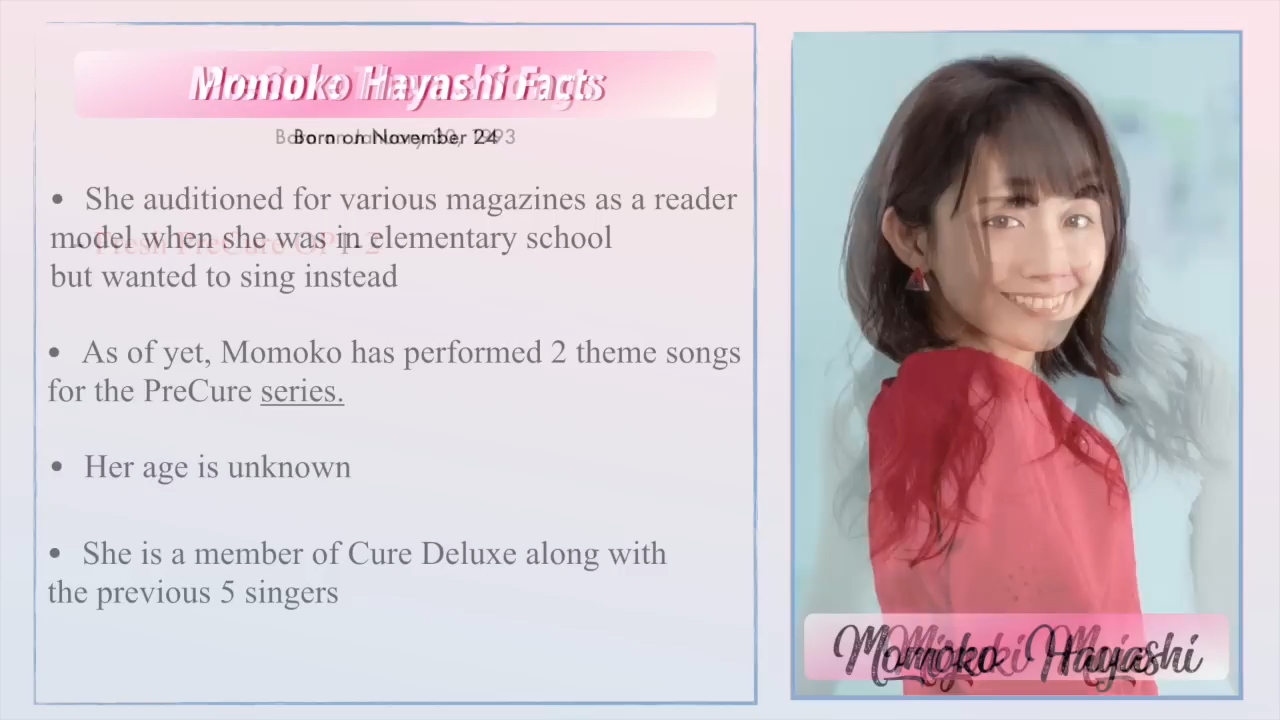 Momoko Hayashi Facts
Born on November 24
• She auditioned for various magazines as a reader
model when she was in elementary school
but wanted to sing instead
• As of yet, Momoko has performed 2 theme songs
for the PreCure series.
• Her age is unknown
• She is a member of Cure Deluxe along with
the previous 5 singers
Momoko Hayashi